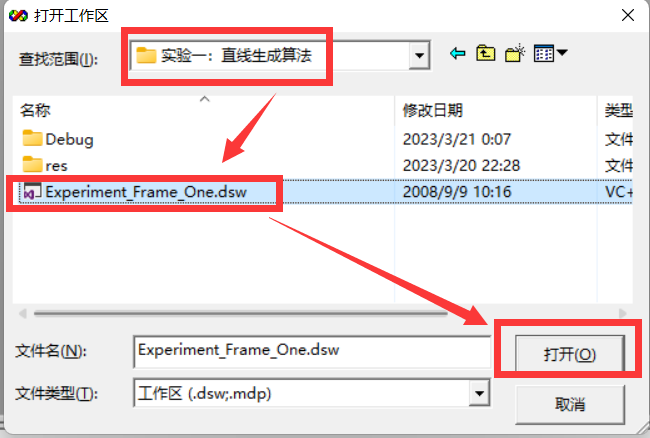 打开工作区
查找范围(I): 实验一：直线生成算法
名称 修改日期 类型
Debug 2023/3/21 0:07 文件
res 2023/3/20 22:28 文件
Experiment_Frame_One.dsw 2008/9/9 10:16 VC+
文件名(N): Experiment_Frame_One.dsw 打开(O)
文件类型(T): 工作区 (.dsw;.mdp) 取消